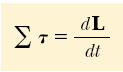 ∑ τ = dL/dt